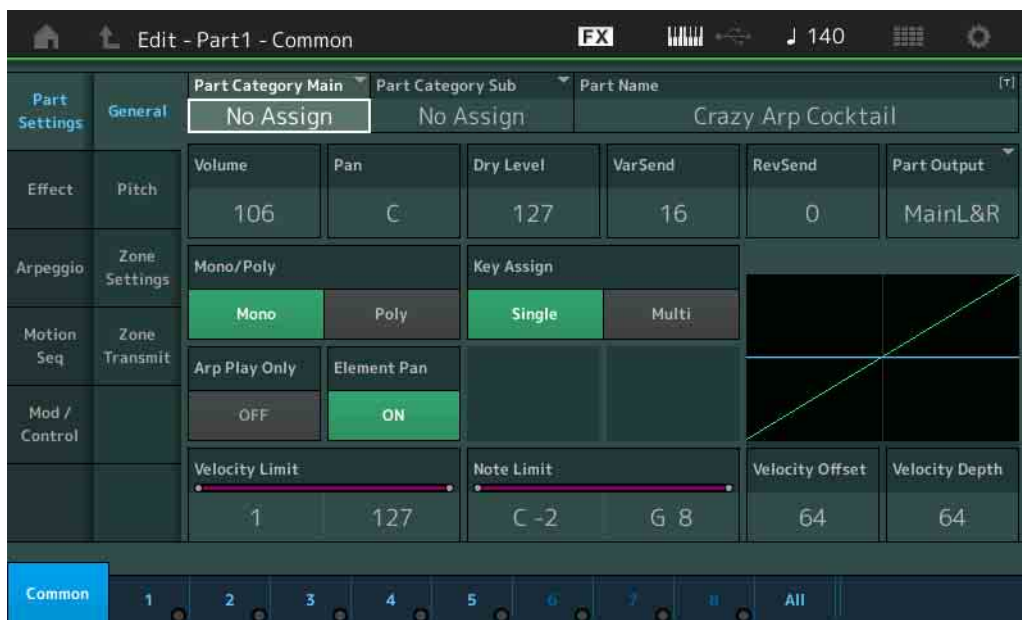 Edit - Part1 - Common FX ♩ 140
Part Settings
General
Part Category Main Part Category Sub Part Name [T]
No Assign No Assign Crazy Arp Cocktail
Effect
Pitch
Volume Pan Dry Level VarSend RevSend Part Output
106 C 127 16 0 MainL&R
Arpeggio
Zone Settings
Mono/Poly Key Assign
Mono Poly Single Multi
Motion Seq
Zone Transmit
Arp Play Only Element Pan
OFF ON
Mod / Control
Velocity Limit Note Limit Velocity Offset Velocity Depth
1 127 C -2 G 8 64 64
Common 1 2 3 4 5 6 7 8 All